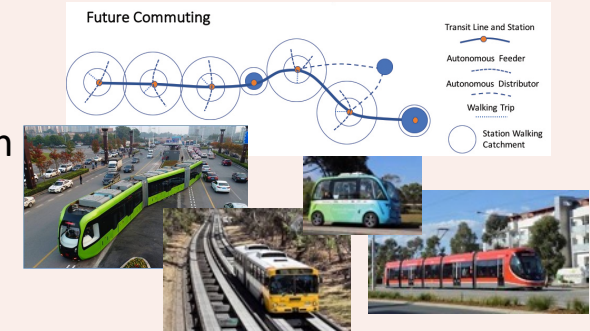 Future Commuting
Transit Line and Station
Autonomous Feeder
Autonomous Distributor
Walking Trip
Station Walking
Catchment
n